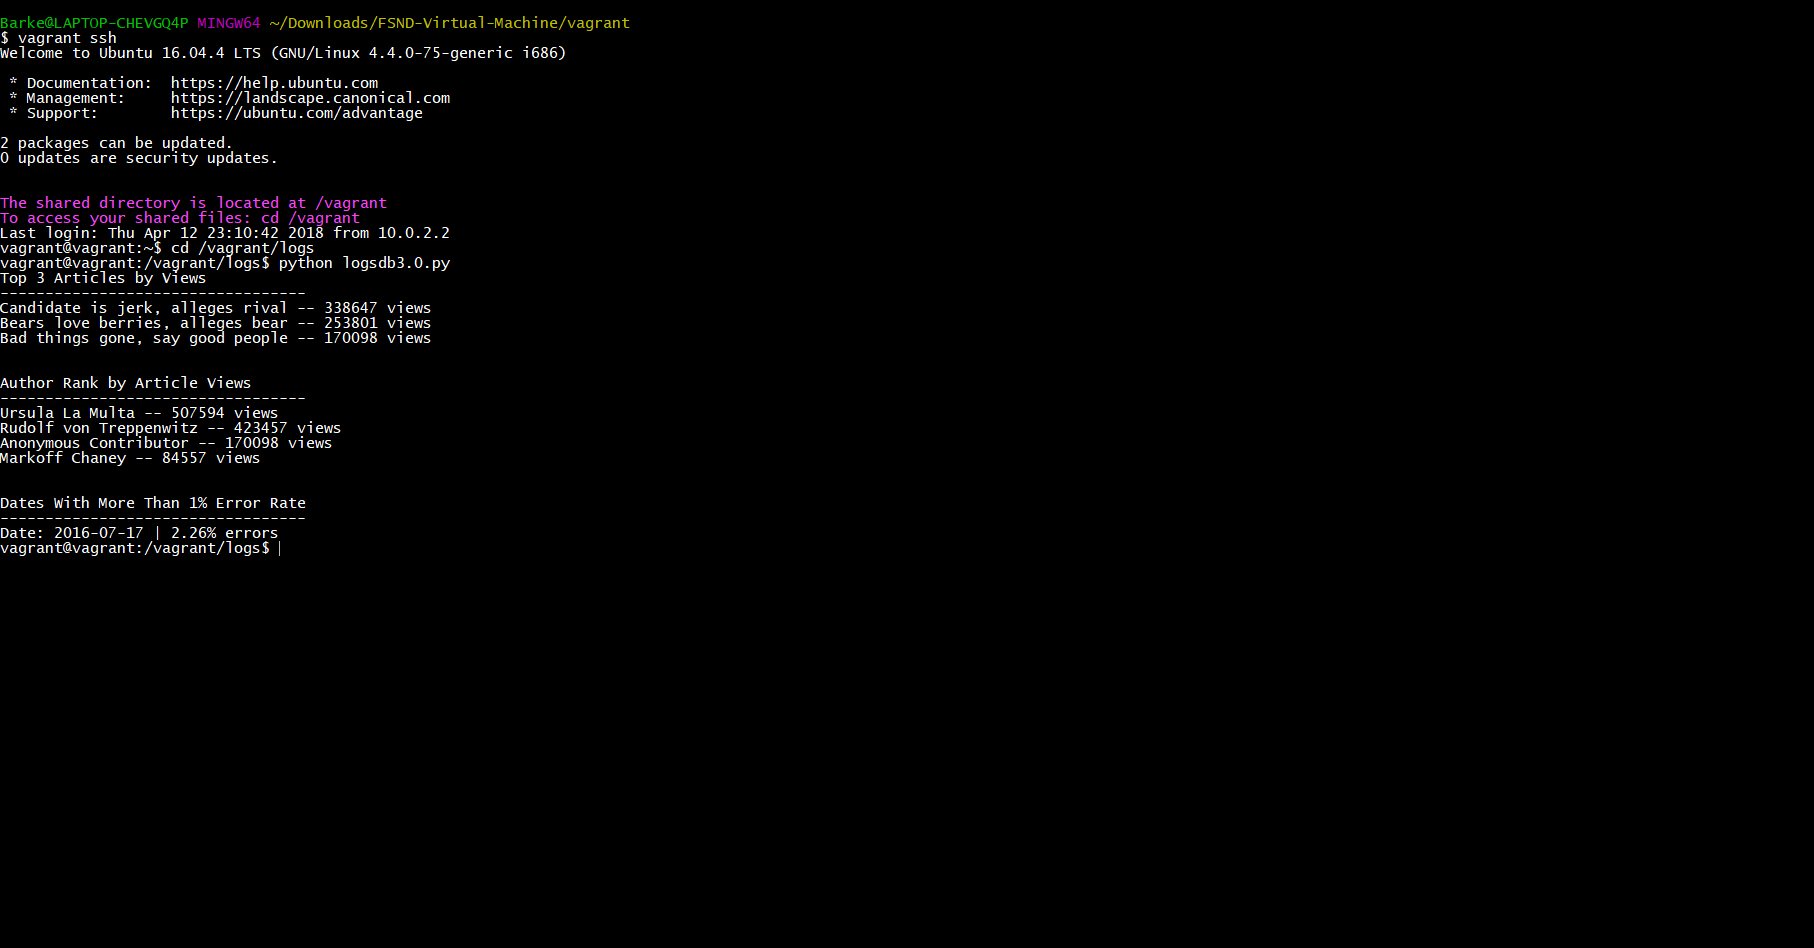 Barke@LAPTOP-CHEVGQ4P MINGW64 ~/Downloads/FSND-Virtual-Machine/vagrant
$ vagrant ssh
Welcome to Ubuntu 16.04.4 LTS (GNU/Linux 4.4.0-75-generic i686)
* Documentation:  https://help.ubuntu.com
* Management:     https://landscape.canonical.com
* Support:        https://ubuntu.com/advantage
2 packages can be updated.
0 updates are security updates.
The shared directory is located at /vagrant
To access your shared files: cd /vagrant
Last login: Thu Apr 12 23:10:42 2018 from 10.0.2.2
vagrant@vagrant:~$ cd /vagrant/logs
vagrant@vagrant:/vagrant/logs$ python logsdb3.0.py
Top 3 Articles by Views
----------------------------------
Candidate is jerk, alleges rival -- 338647 views
Bears love berries, alleges bear -- 253801 views
Bad things gone, say good people -- 170098 views
Author Rank by Article Views
----------------------------------
Ursula La Multa -- 507594 views
Rudolf von Treppenwitz -- 423457 views
Anonymous Contributor -- 170098 views
Markoff Chaney -- 84557 views
Dates With More Than 1% Error Rate
----------------------------------
Date: 2016-07-17 | 2.26% errors
vagrant@vagrant:/vagrant/logs$